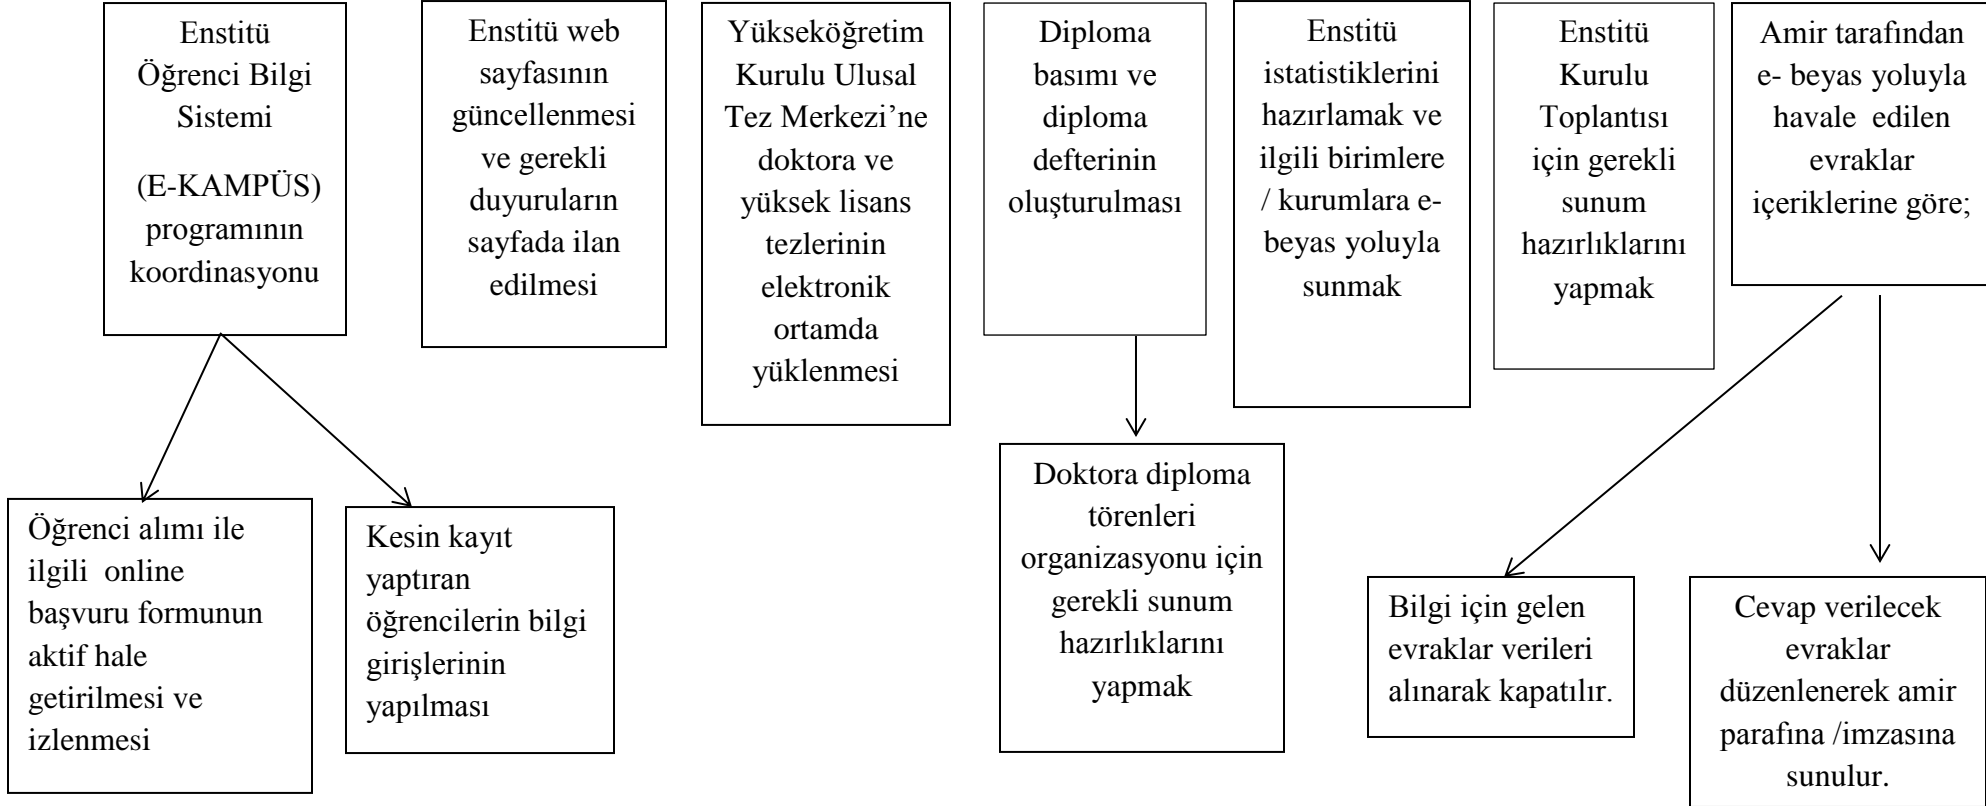 Enstitü
Öğrenci Bilgi
Sistemi
(E-KAMPÜS)
programının
koordinasyonu
Enstitü web
sayfasının
güncellenmesi
ve gerekli
duyuruların
sayfada ilan
edilmesi
Yükseköğretim
Kurulu Ulusal
Tez Merkezi’ne
doktora ve
yüksek lisans
tezlerinin
elektronik
ortamda
yüklenmesi
Diploma
basımı ve
diploma
defterinin
oluşturulması
Enstitü
istatistiklerini
hazırlamak ve
ilgili birimlere
/ kurumlara e-
beyas yoluyla
sunmak
Enstitü
Kurulu
Toplantısı
için gerekli
sunum
hazırlıklarını
yapmak
Amir tarafından
e- beyas yoluyla
havale  edilen
evraklar
içeriklerine göre;
Öğrenci alımı ile
ilgili  online
başvuru formunun
aktif hale
getirilmesi ve
izlenmesi
Kesin kayıt
yaptıran
öğrencilerin bilgi
girişlerinin
yapılması
Doktora diploma
törenleri
organizasyonu için
gerekli sunum
hazırlıklarını
yapmak
Bilgi için gelen
evraklar verileri
alınarak kapatılır.
Cevap verilecek
evraklar
düzenlenerek amir
parafına /imzasına
sunulur.